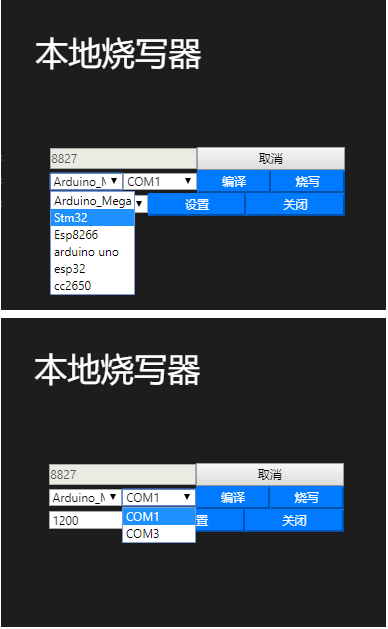 本地烧写器
8827 取消
Arduino_M COM1 编译 烧写
Arduino_Mega 设置 关闭
Stm32
Esp8266
arduino uno
esp32
cc2650
本地烧写器
8827 取消
Arduino_M COM1 编译 烧写
1200 COM1 置 关闭
COM3